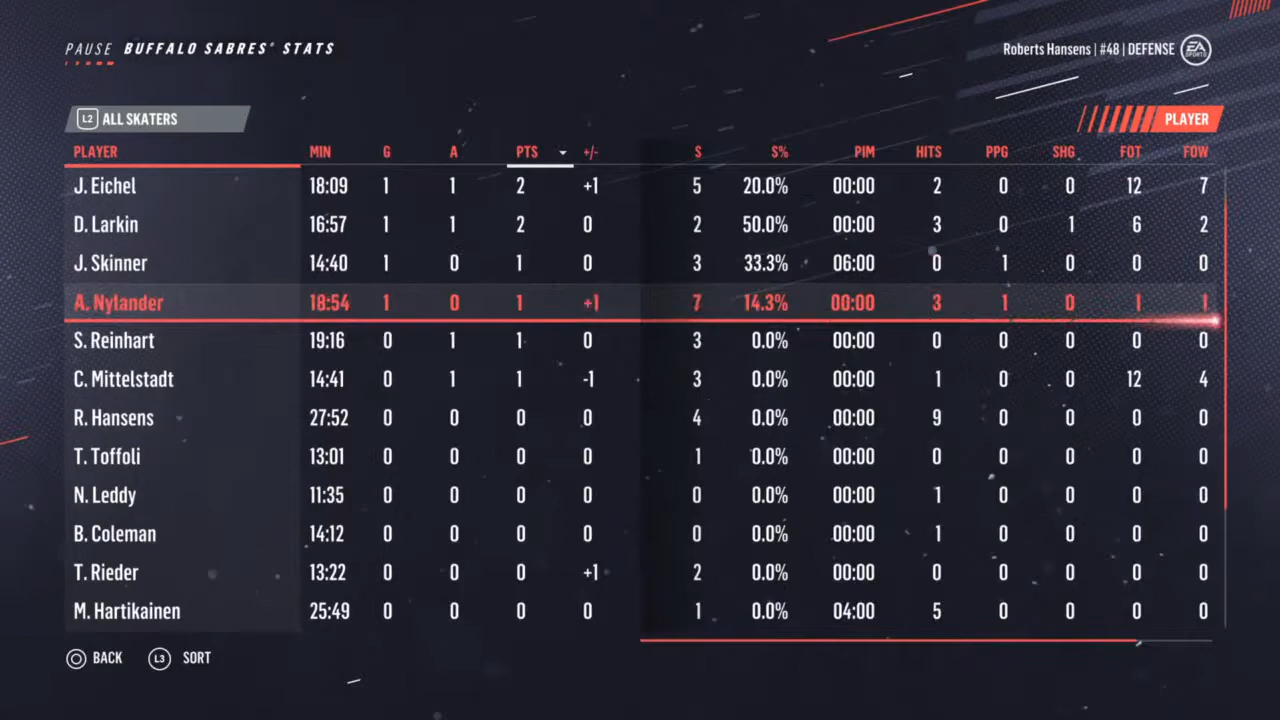 PAUSE BUFFALO SABRES' STATS
Roberts Hansens | #48 | DEFENSE EA SPORTS
L2 ALL SKATERS
PLAYER
PLAYER MIN G A PTS +/- S S% PIM HITS PPG SHG FOT FOW
J. Eichel 18:09 1 1 2 +1 5 20.0% 00:00 2 0 0 12 7
D. Larkin 16:57 1 1 2 0 2 50.0% 00:00 3 0 1 6 2
J. Skinner 14:40 1 0 1 0 3 33.3% 06:00 0 1 0 0 0
A. Nylander 18:54 1 0 1 +1 7 14.3% 00:00 3 1 0 1 1
S. Reinhart 19:16 0 1 1 0 3 0.0% 00:00 0 0 0 0 0
C. Mittelstadt 14:41 0 1 1 -1 3 0.0% 00:00 1 0 0 12 4
R. Hansens 27:52 0 0 0 0 4 0.0% 00:00 9 0 0 0 0
T. Toffoli 13:01 0 0 0 0 1 0.0% 00:00 0 0 0 0 0
N. Leddy 11:35 0 0 0 0 0 0.0% 00:00 1 0 0 0 0
B. Coleman 14:12 0 0 0 0 0 0.0% 00:00 1 0 0 0 0
T. Rieder 13:22 0 0 0 +1 2 0.0% 00:00 0 0 0 0 0
M. Hartikainen 25:49 0 0 0 0 1 0.0% 04:00 5 0 0 0 0
BACK L3 SORT